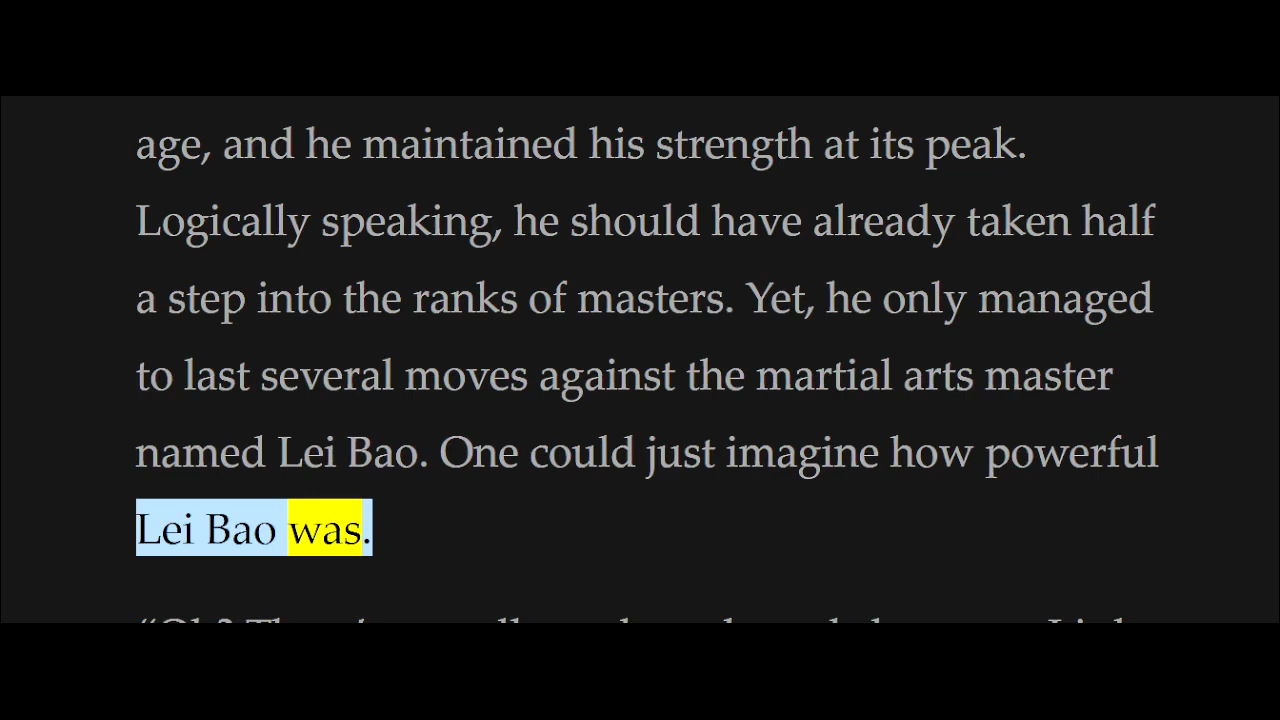 age, and he maintained his strength at its peak.
Logically speaking, he should have already taken half
a step into the ranks of masters. Yet, he only managed
to last several moves against the martial arts master
named Lei Bao. One could just imagine how powerful
Lei Bao was.